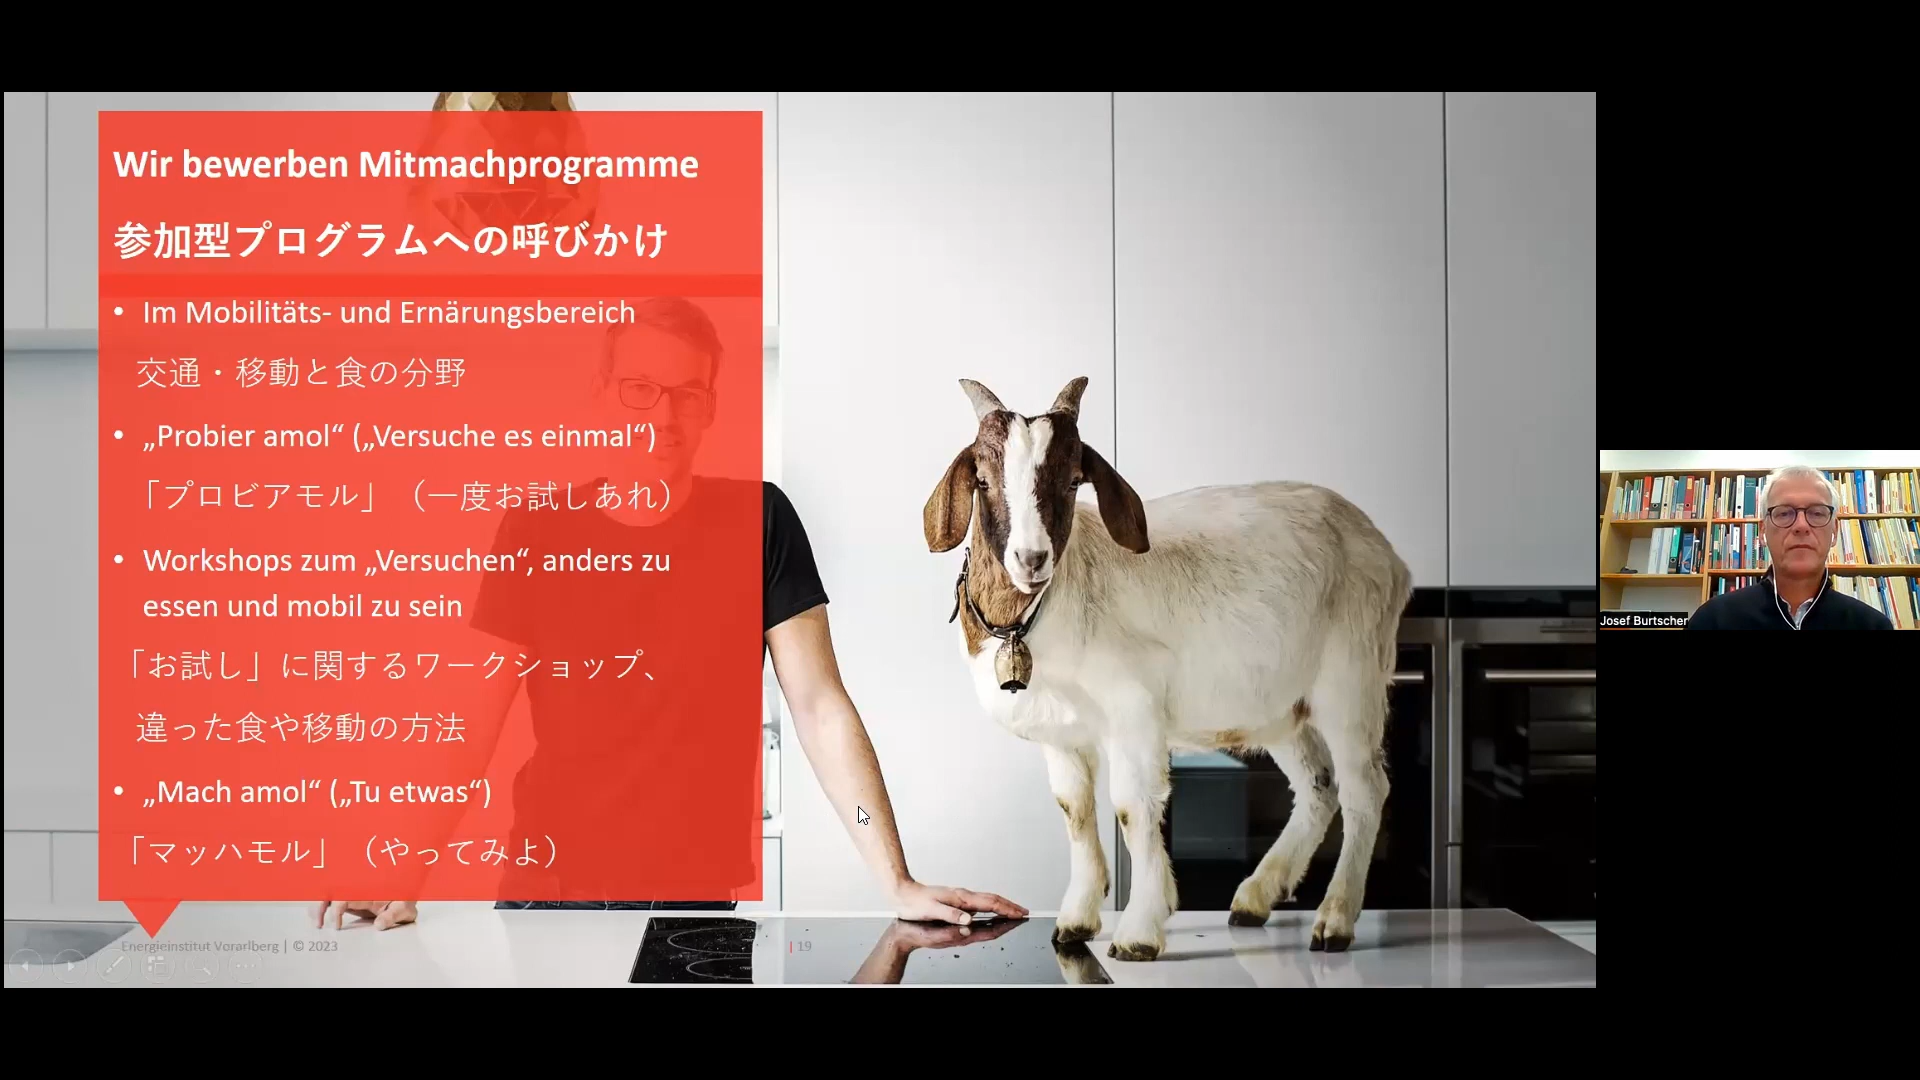 Wir bewerben Mitmachprogramme
参加型プログラムへの呼びかけ
• Im Mobilitäts- und Ernärungsbereich
交通・移動と食の分野
• „Probier amol“ („Versuche es einmal“)
「プロビアモル」（一度お試しあれ）
• Workshops zum „Versuchen“, anders zu
essen und mobil zu sein
「お試し」に関するワークショップ、
違った食や移動の方法
• „Mach amol“ („Tu etwas“)
「マッハモル」（やってみよ）
Energieinstitut Vorarlberg | © 2023
| 19
Josef Burtscher